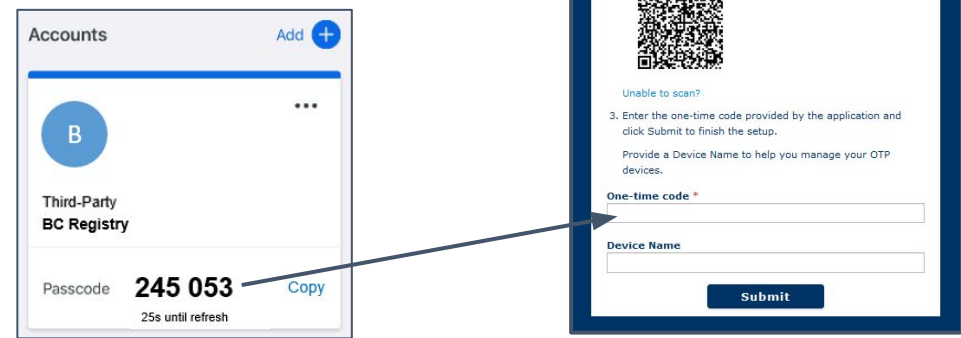 Accounts
Add
B
Third-Party
BC Registry
Passcode 245 053 Copy
25s until refresh
Unable to scan?
3. Enter the one-time code provided by the application and
click Submit to finish the setup.
Provide a Device Name to help you manage your OTP
devices.
One-time code *
Device Name
Submit